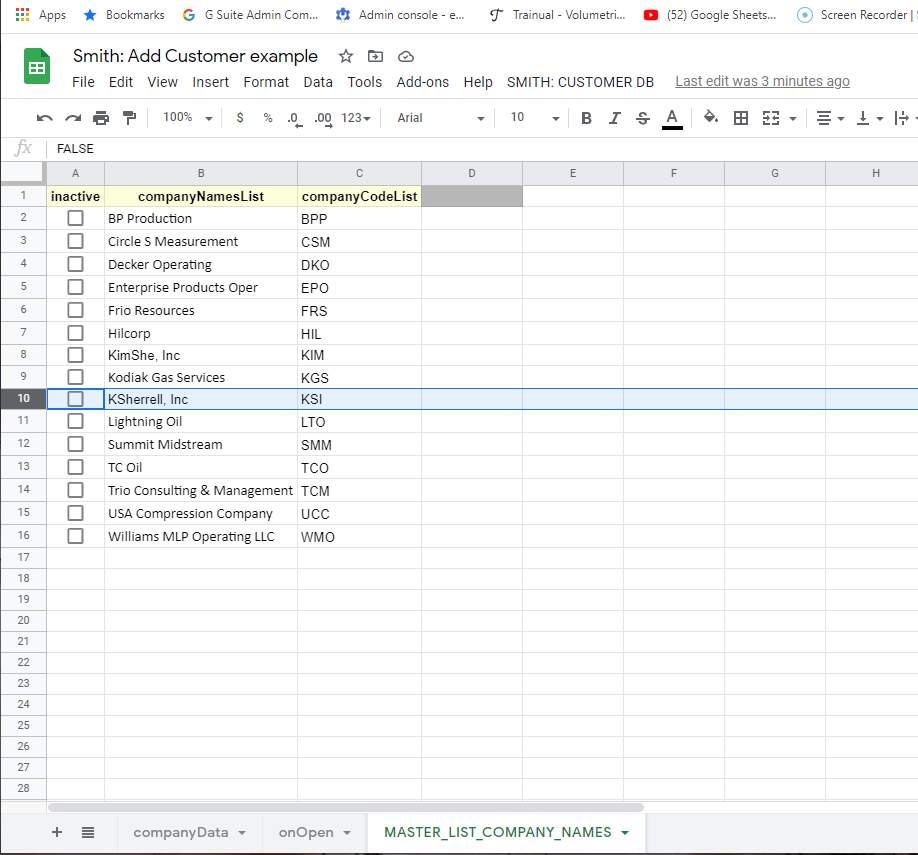 Apps Bookmarks G Suite Admin Com... Admin console - e... Trainual - Volumetri... (52) Google Sheets... Screen Recorder |
Smith: Add Customer example
File Edit View Insert Format Data Tools Add-ons Help SMITH: CUSTOMER DB Last edit was 3 minutes ago
100% $ % .0 .00 123 Arial 10 B I S A
fx FALSE
A B C D E F G H
1 inactive companyNamesList companyCodeList
2 BP Production BPP
3 Circle S Measurement CSM
4 Decker Operating DKO
5 Enterprise Products Oper EPO
6 Frio Resources FRS
7 Hilcorp HIL
8 KimShe, Inc KIM
9 Kodiak Gas Services KGS
10 KSherrell, Inc KSI
11 Lightning Oil LTO
12 Summit Midstream SMM
13 TC Oil TCO
14 Trio Consulting & Management TCM
15 USA Compression Company UCC
16 Williams MLP Operating LLC WMO
17
18
19
20
21
22
23
24
25
26
27
28
+ companyData onOpen MASTER_LIST_COMPANY_NAMES